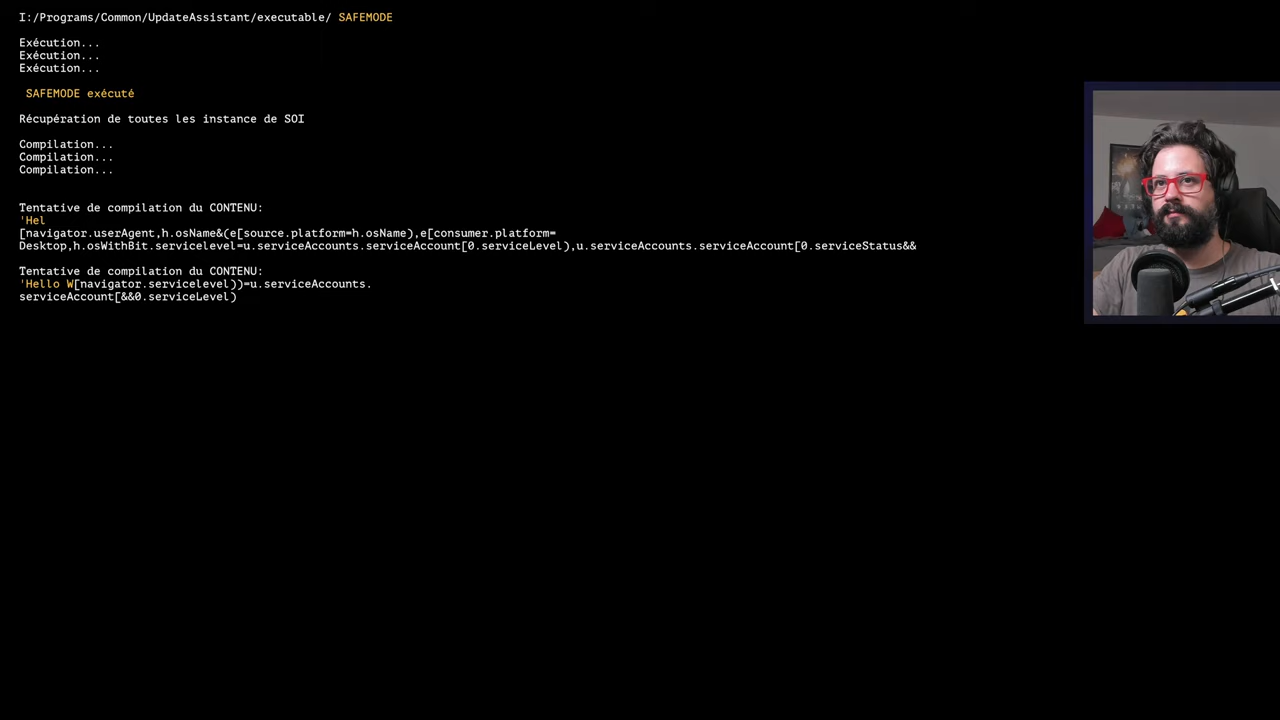 I:/Programs/Common/UpdateAssistant/executable/ SAFEMODE
Exécution...
Exécution...
Exécution...
SAFEMODE exécuté
Récupération de toutes les instance de SOI
Compilation...
Compilation...
Compilation...
Tentative de compilation du CONTENU:
'Hel
[navigator.userAgent,h.osName&(e[source.platform=h.osName),e[consumer.platform=
Desktop,h.osWithBit.servicelevel=u.serviceAccounts.serviceAccount[0.serviceLevel),u.serviceAccounts.serviceAccount[0.serviceStatus&&
Tentative de compilation du CONTENU:
'Hello W[navigator.servicelevel))=u.serviceAccounts.
serviceAccount[&&0.serviceLevel)